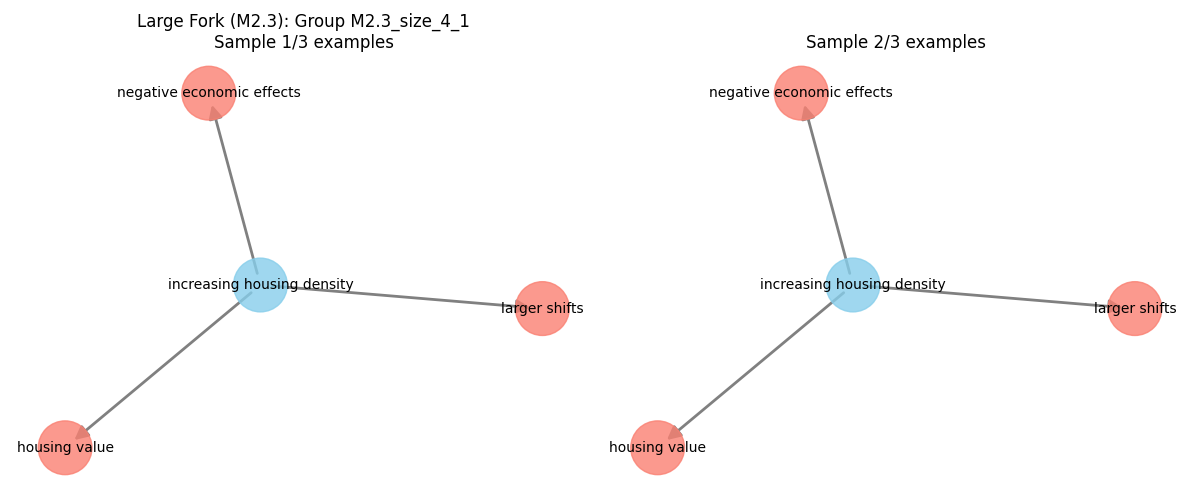 Large Fork (M2.3): Group M2.3_size_4_1
Sample 1/3 examples
negative economic effects
increasing housing density
larger shifts
housing value
Sample 2/3 examples
negative economic effects
increasing housing density
larger shifts
housing value